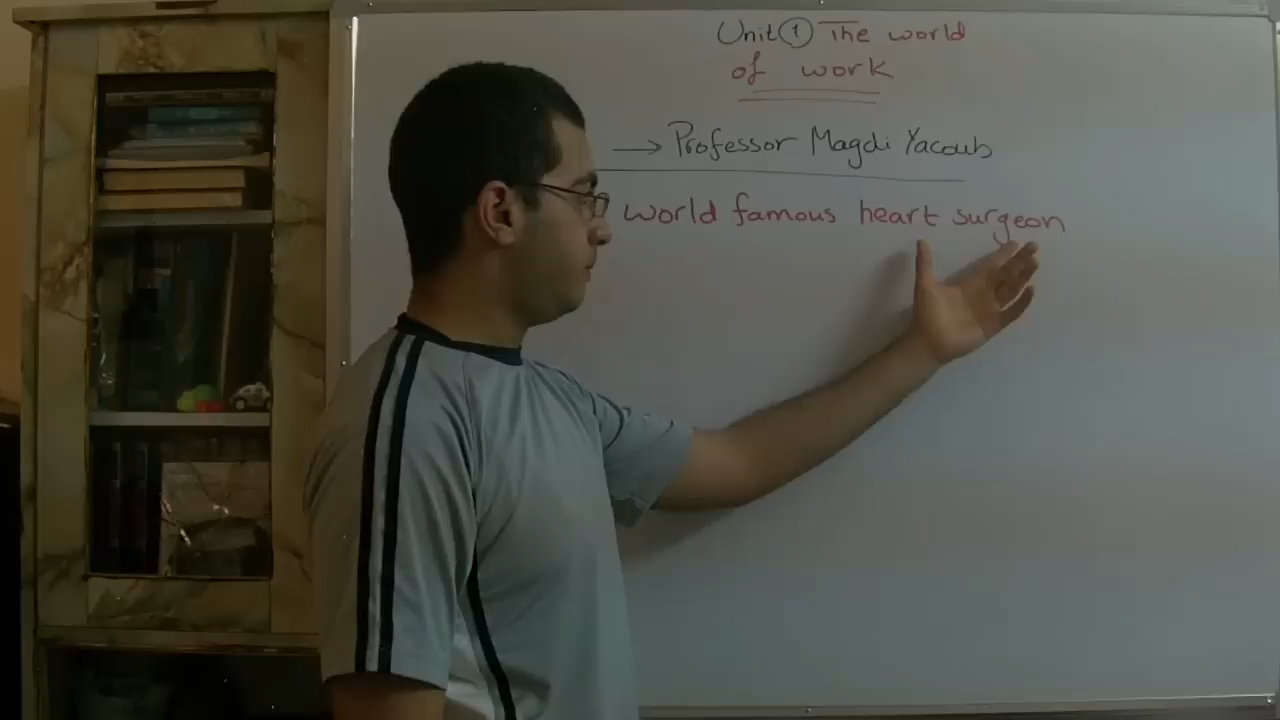 Unit ① The world
of work
→ Professor Magdi Yacoub
world famous heart surgeon